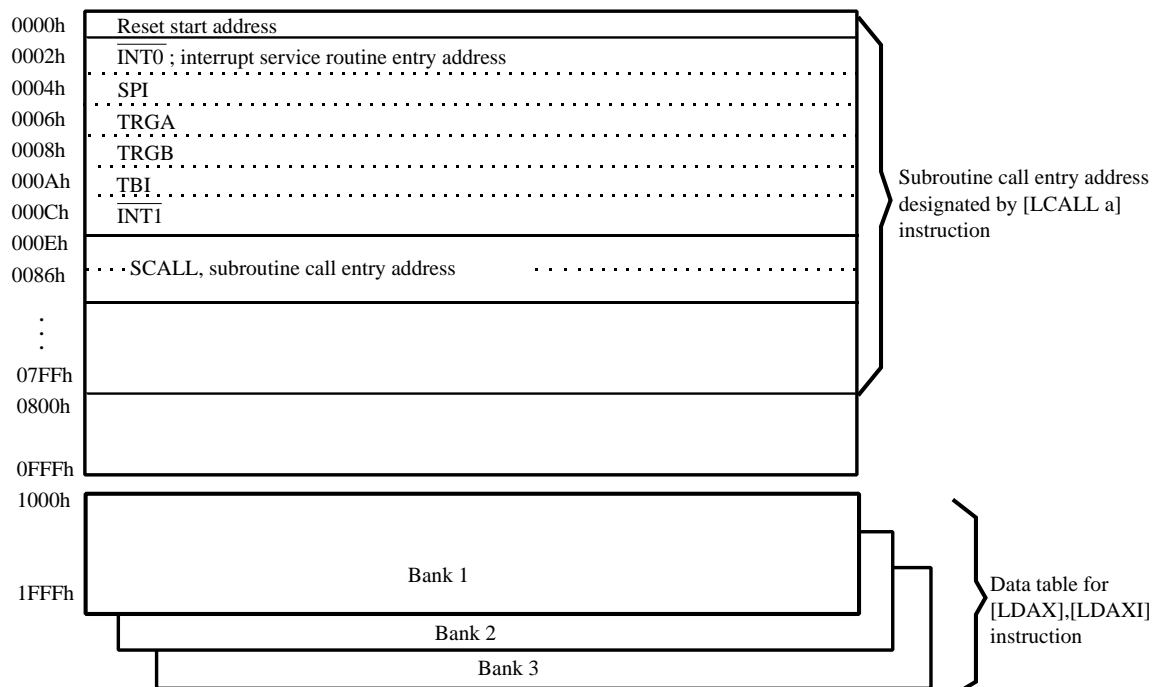 0000h Reset start address
0002h INT0 ; interrupt service routine entry address
0004h SPI
0006h TRGA
0008h TRGB
000Ah TBI
000Ch INT1
000Eh
0086h SCALL, subroutine call entry address
07FFh
0800h
0FFFh
Subroutine call entry address
designated by [LCALL a]
instruction
1000h
Bank 1
1FFFh
Bank 2
Bank 3
Data table for
[LDAX],[LDAXI]
instruction